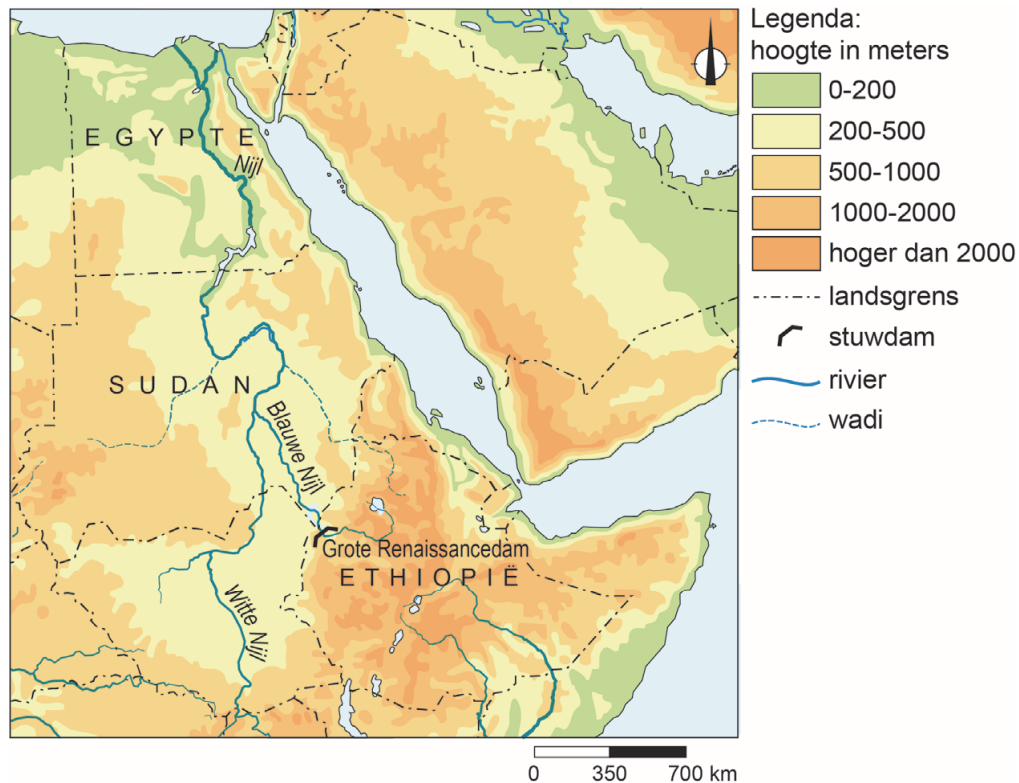 Legenda:
hoogte in meters
0-200
200-500
500-1000
1000-2000
hoger dan 2000
landsgrens
stuwdam
rivier
wadi
EGYPTE
Nijl
SUDAN
Blauwe Nijl
Grote Renaissancedam
ETHIOPIË
Witte Nijl
0 350 700 km